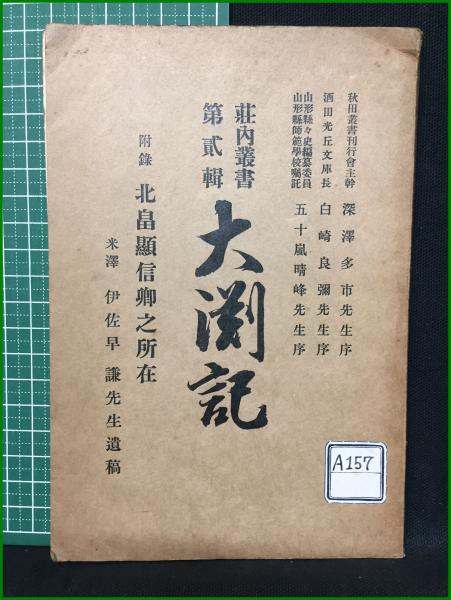 秋田叢書刊行會主幹 深澤多市先生序
酒田光丘文庫長 白崎良彌先生序
山形縣々史編纂委員
山形縣師範學校囑託 五十嵐晴峰先生序
莊內叢書
第貳輯
大渕記
附錄 北畠顯信卿之所在
米澤 伊佐早謙先生遺稿
A157